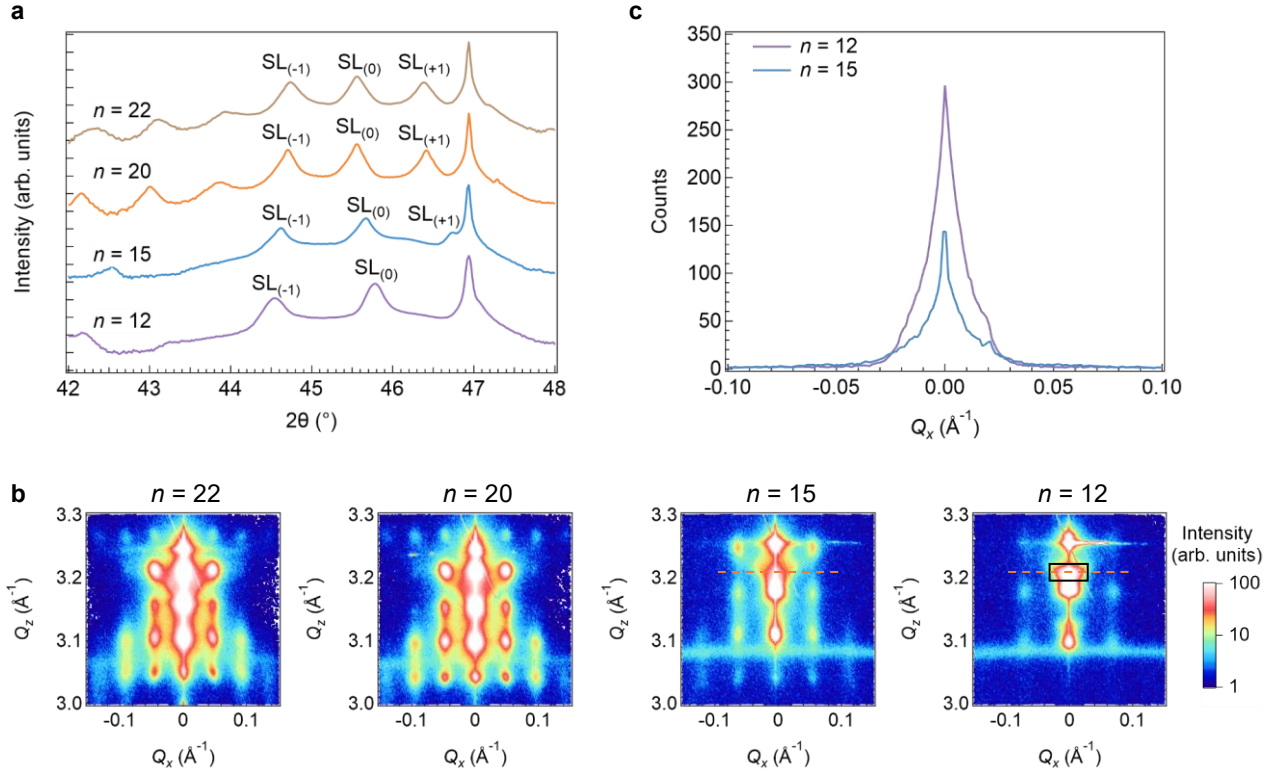 a
Intensity (arb. units)
n = 22
SL(-1)
SL(0)
SL(+1)
n = 20
SL(-1)
SL(0)
SL(+1)
n = 15
SL(-1)
SL(0)
SL(+1)
n = 12
SL(-1)
SL(0)
42 43 44 45 46 47 48
2θ (°)
c
n = 12
n = 15
Counts
350
300
250
200
150
100
50
0
-0.10 -0.05 0.00 0.05 0.10
Qx (Å-1)
b
n = 22
Qz (Å-1)
3.3
3.2
3.1
3.0
-0.1 0 0.1
Qx (Å-1)
n = 20
Qz (Å-1)
3.3
3.2
3.1
3.0
-0.1 0 0.1
Qx (Å-1)
n = 15
Qz (Å-1)
3.3
3.2
3.1
3.0
-0.1 0 0.1
Qx (Å-1)
n = 12
Qz (Å-1)
3.3
3.2
3.1
3.0
-0.1 0 0.1
Qx (Å-1)
Intensity
(arb. units)
100
10
1